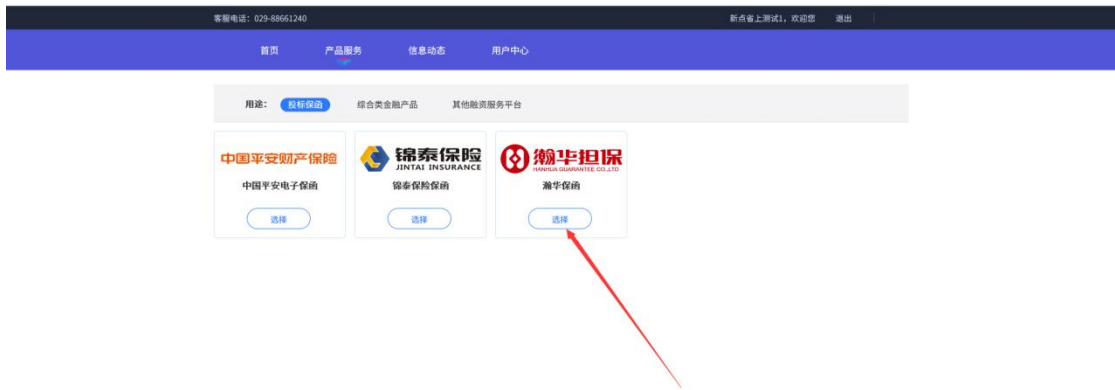 客服电话：029-88661240 新点省上测试1，欢迎您 退出
首页 产品服务 信息动态 用户中心
用途： 投标保函 综合类金融产品 其他融资服务平台
中国平安财产保险 锦泰保险 瀚华担保
JINTAI INSURANCE HANHUA GUARANTEE CO.,LTD
中国平安电子保函 锦泰保险保函 瀚华保函
选择 选择 选择